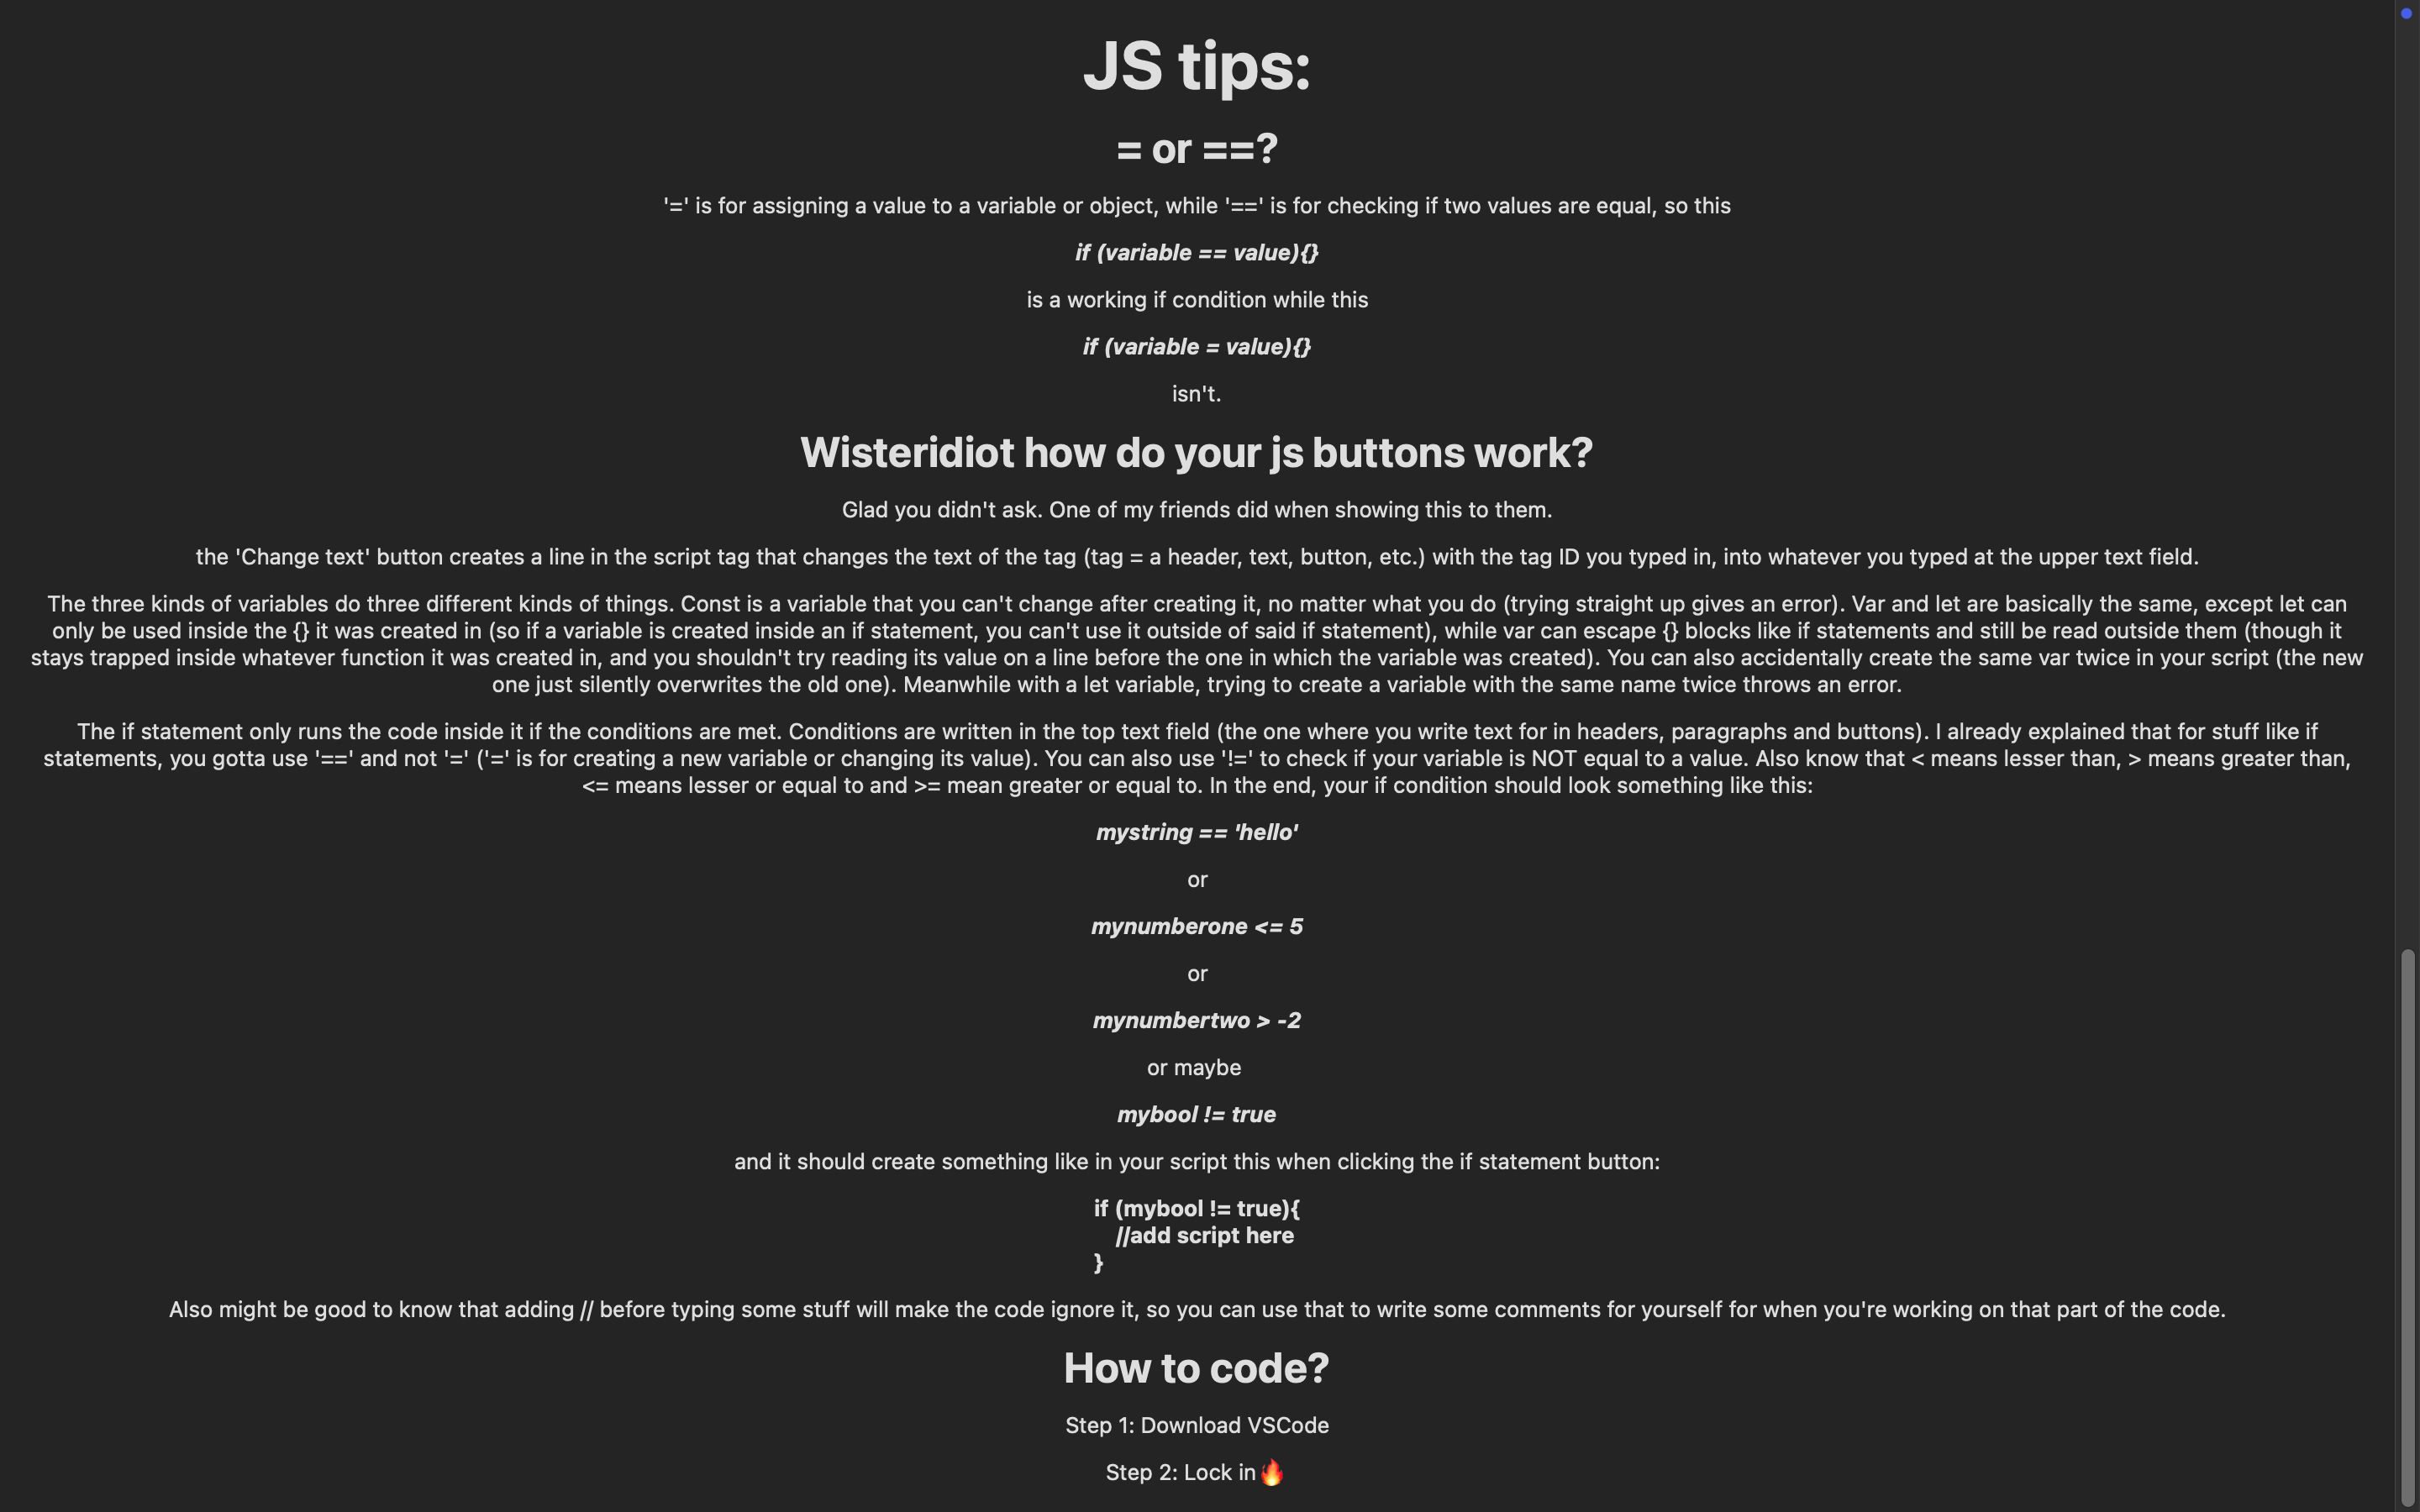 JS tips:
= or ==?
'=' is for assigning a value to a variable or object, while '==' is for checking if two values are equal, so this
if (variable == value){}
is a working if condition while this
if (variable = value){}
isn't.
Wisteridiot how do your js buttons work?
Glad you didn't ask. One of my friends did when showing this to them.
the 'Change text' button creates a line in the script tag that changes the text of the tag (tag = a header, text, button, etc.) with the tag ID you typed in, into whatever you typed at the upper text field.
The three kinds of variables do three different kinds of things. Const is a variable that you can't change after creating it, no matter what you do (trying straight up gives an error). Var and let are basically the same, except let can
only be used inside the {} it was created in (so if a variable is created inside an if statement, you can't use it outside of said if statement), while var can escape {} blocks like if statements and still be read outside them (though it
stays trapped inside whatever function it was created in, and you shouldn't try reading its value on a line before the one in which the variable was created). You can also accidentally create the same var twice in your script (the new
one just silently overwrites the old one). Meanwhile with a let variable, trying to create a variable with the same name twice throws an error.
The if statement only runs the code inside it if the conditions are met. Conditions are written in the top text field (the one where you write text for in headers, paragraphs and buttons). I already explained that for stuff like if
statements, you gotta use '==' and not '=' ('=' is for creating a new variable or changing its value). You can also use '!=' to check if your variable is NOT equal to a value. Also know that < means lesser than, > means greater than,
<= means lesser or equal to and >= mean greater or equal to. In the end, your if condition should look something like this:
mystring == 'hello'
or
mynumberone <= 5
or
mynumbertwo > -2
or maybe
mybool != true
and it should create something like in your script this when clicking the if statement button:
if (mybool != true){
//add script here
}
Also might be good to know that adding // before typing some stuff will make the code ignore it, so you can use that to write some comments for yourself for when you're working on that part of the code.
How to code?
Step 1: Download VSCode
Step 2: Lock in🔥